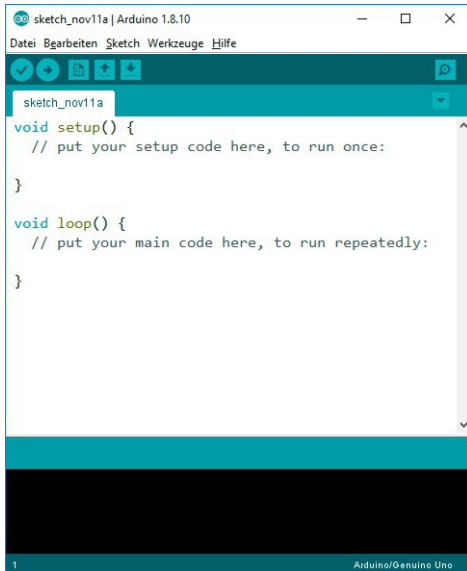 sketch_nov11a | Arduino 1.8.10
Datei Bearbeiten Sketch Werkzeuge Hilfe
sketch_nov11a
void setup() {
  // put your setup code here, to run once:
}
void loop() {
  // put your main code here, to run repeatedly:
}
1 Arduino/Genuino Uno